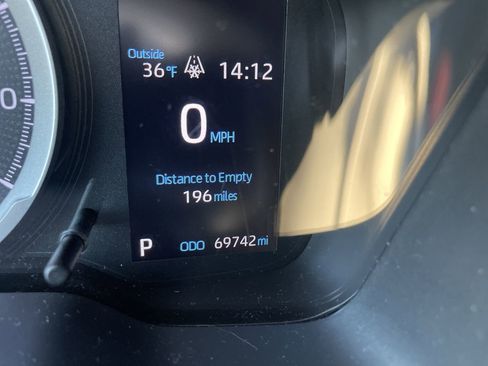 Outside
36°F 14:12
0 MPH
Distance to Empty
196 miles
P ODO 69742 mi